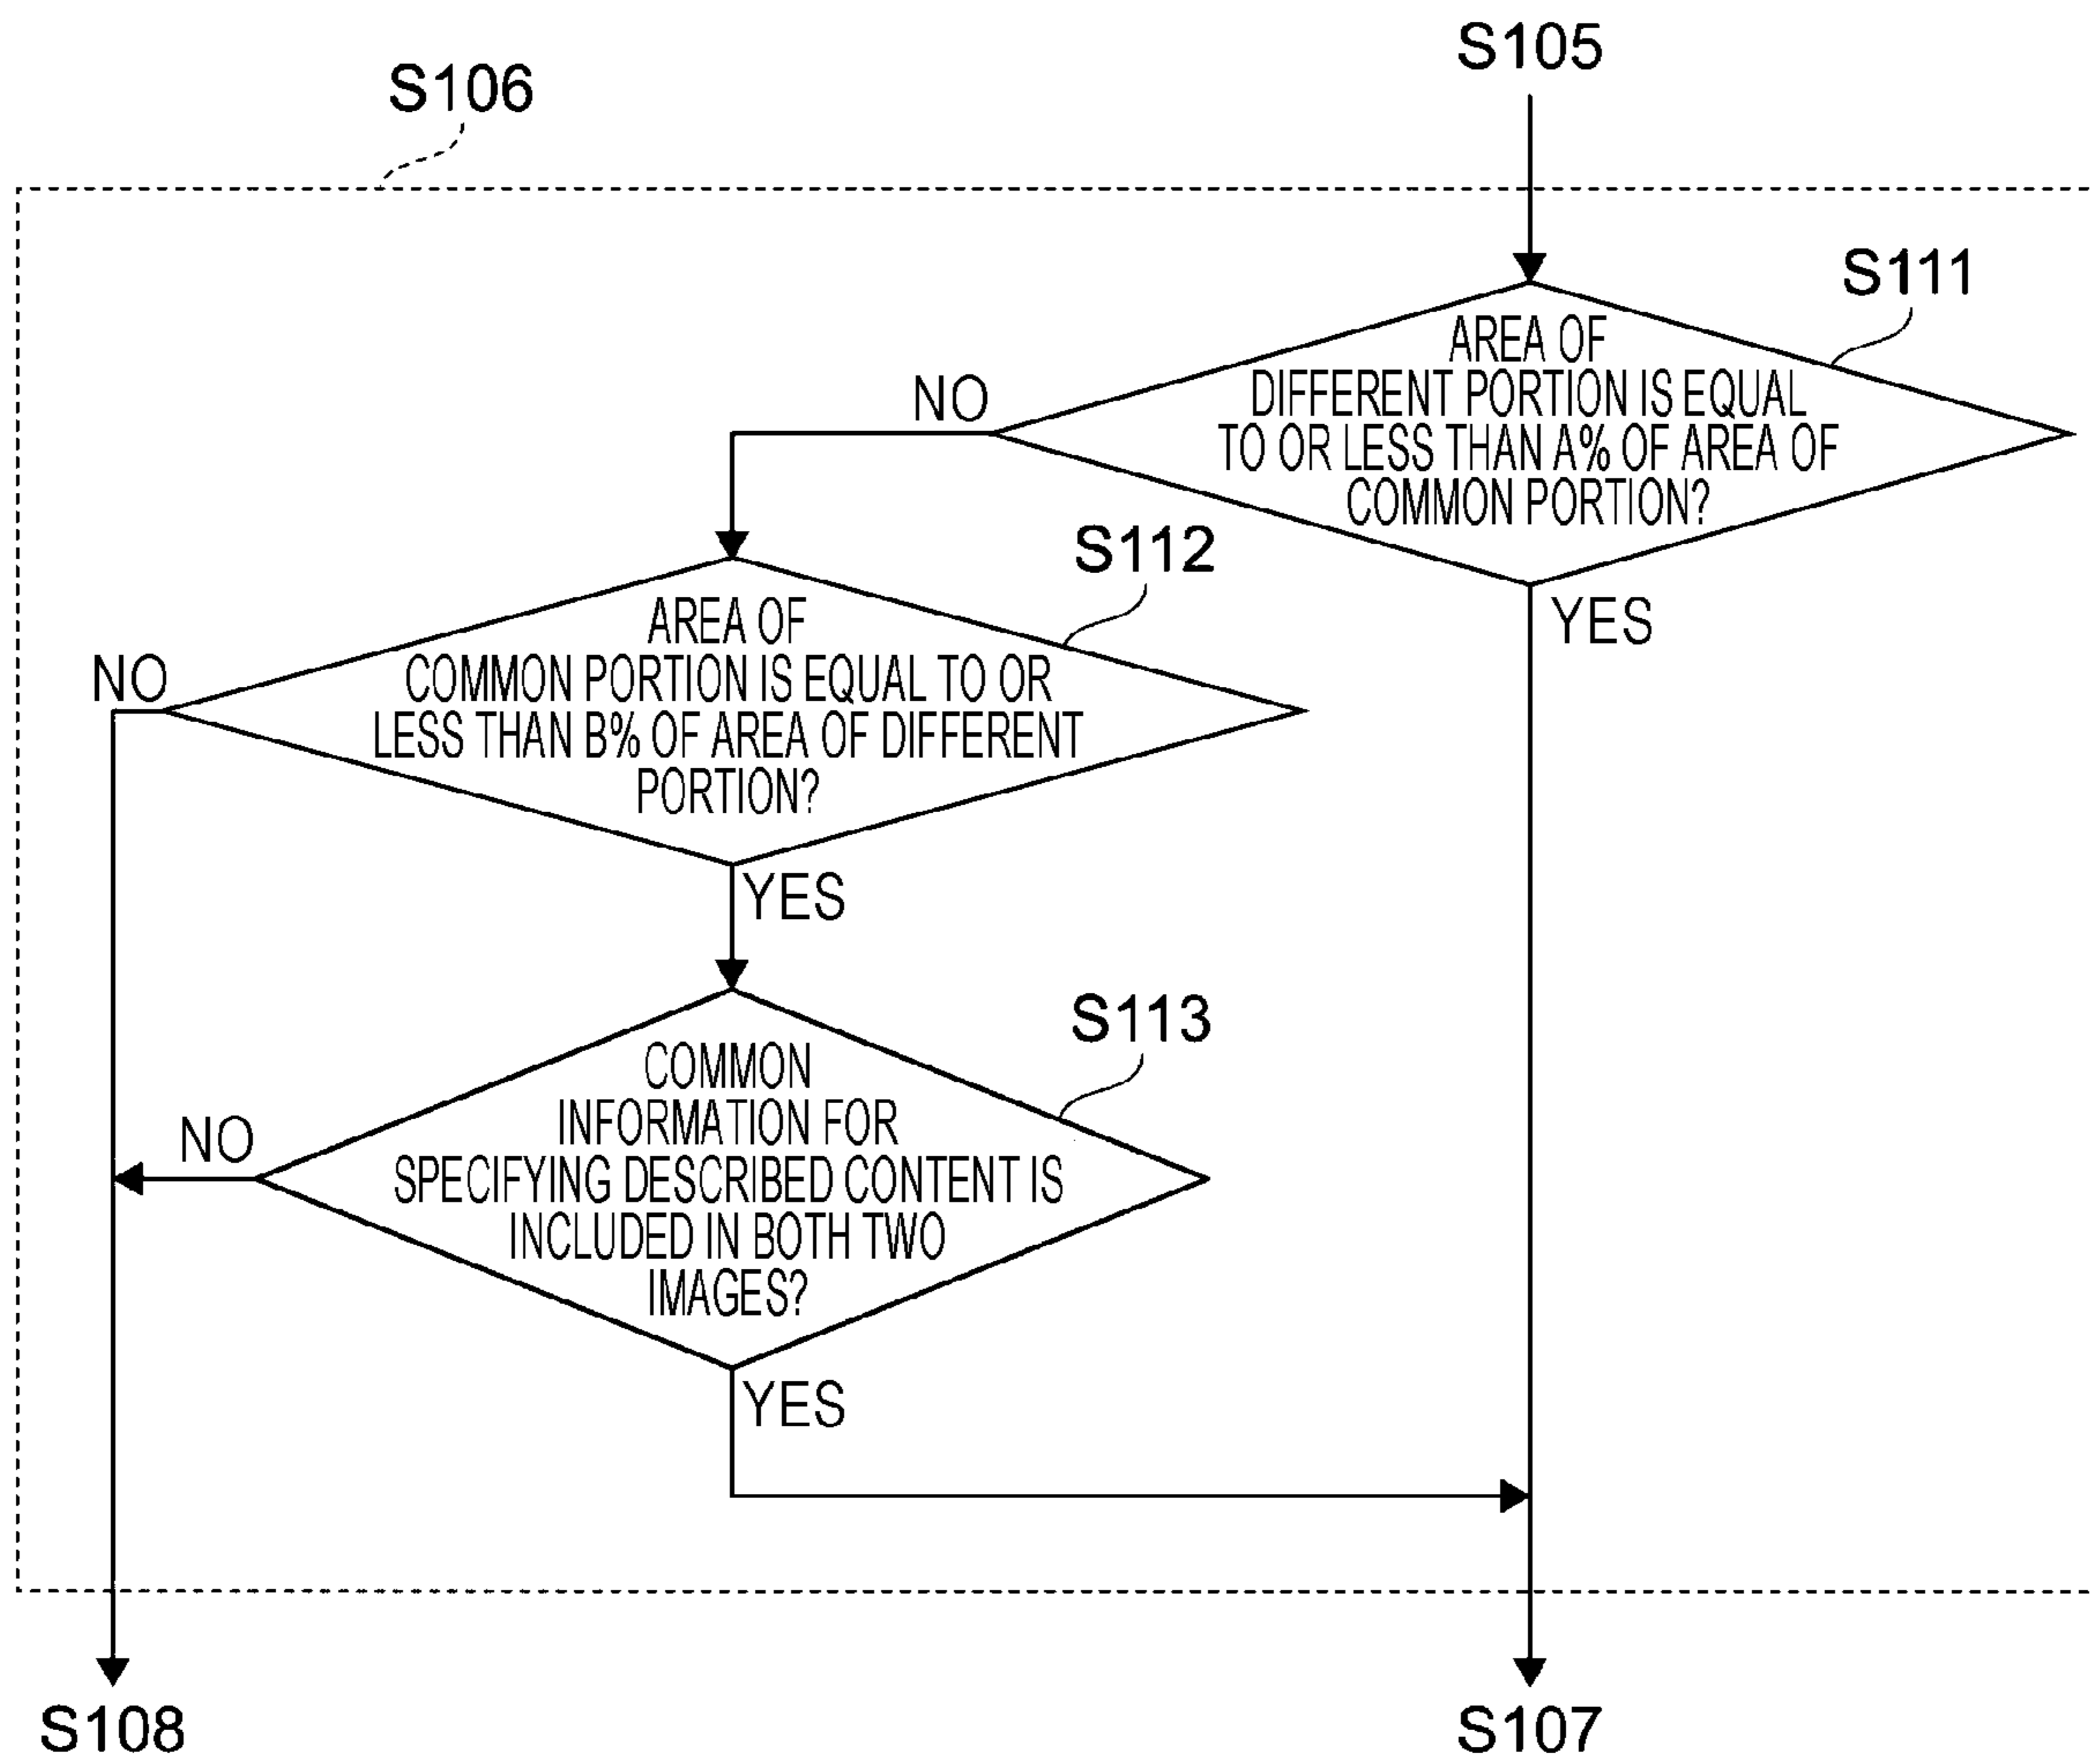 S105
S106
S111
AREA OF
DIFFERENT PORTION IS EQUAL
TO OR LESS THAN A% OF AREA OF
COMMON PORTION?
NO
YES
S112
AREA OF
COMMON PORTION IS EQUAL TO OR
LESS THAN B% OF AREA OF DIFFERENT
PORTION?
NO
YES
S113
COMMON
INFORMATION FOR
SPECIFYING DESCRIBED CONTENT IS
INCLUDED IN BOTH TWO
IMAGES?
NO
YES
S108
S107